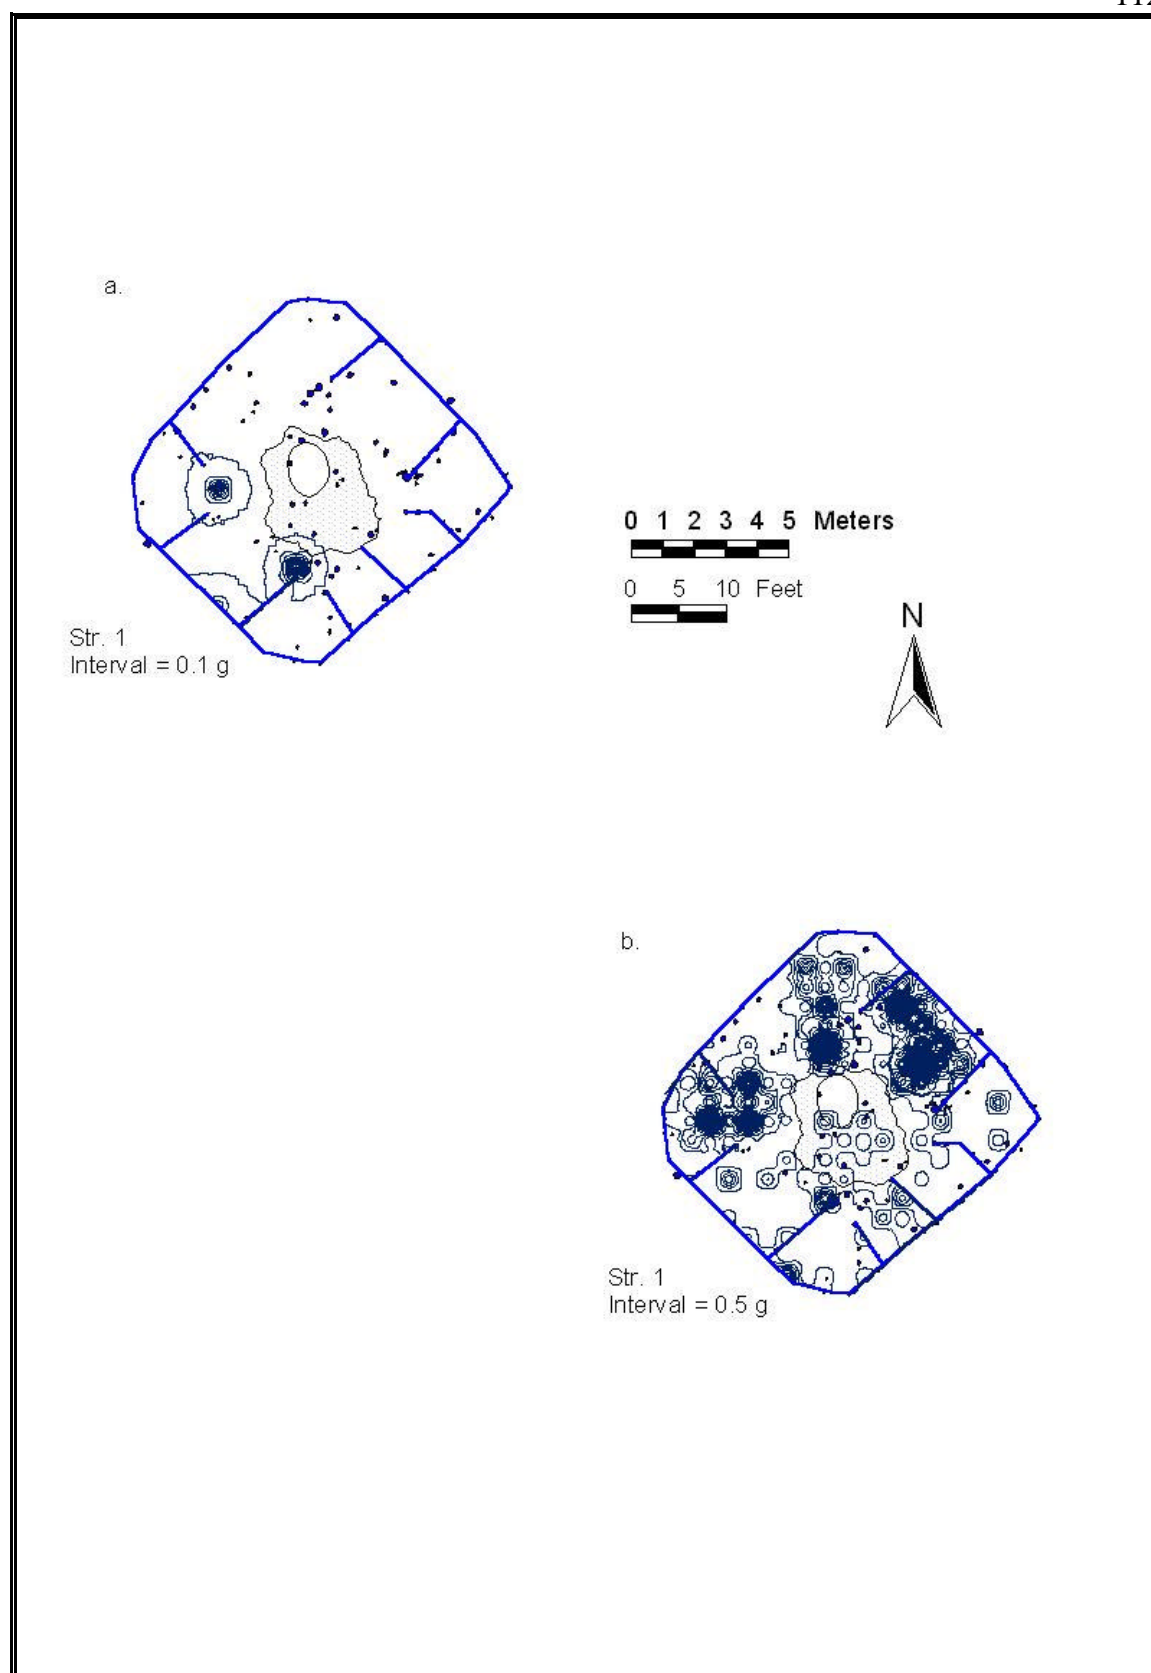 a.
0 1 2 3 4 5 Meters
0 5 10 Feet
N
Str. 1
Interval = 0.1 g
b.
Str. 1
Interval = 0.5 g